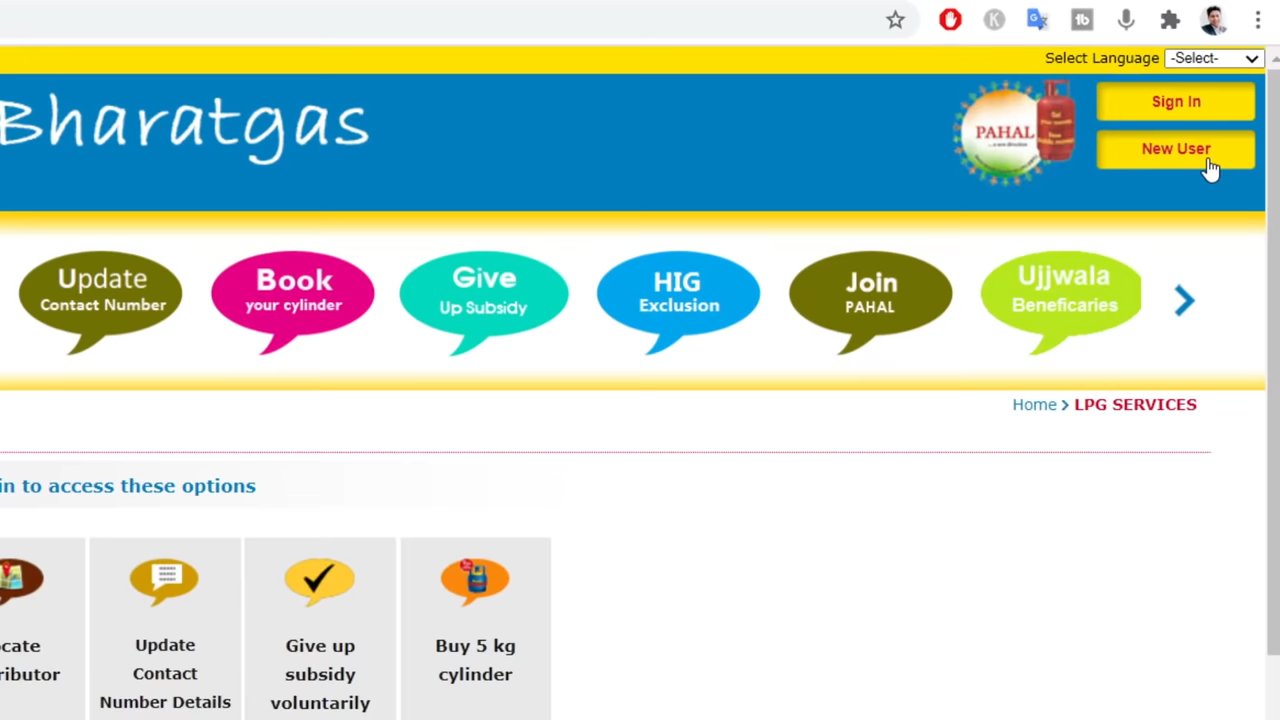 Select Language -Select-
Bharatgas
PAHAL
Sign In
New User
Update
Contact Number
Book
your cylinder
Give
Up Subsidy
HIG
Exclusion
Join
PAHAL
Ujjwala
Beneficaries
Home > LPG SERVICES
in to access these options
cate
ributor
Update
Contact
Number Details
Give up
subsidy
voluntarily
Buy 5 kg
cylinder